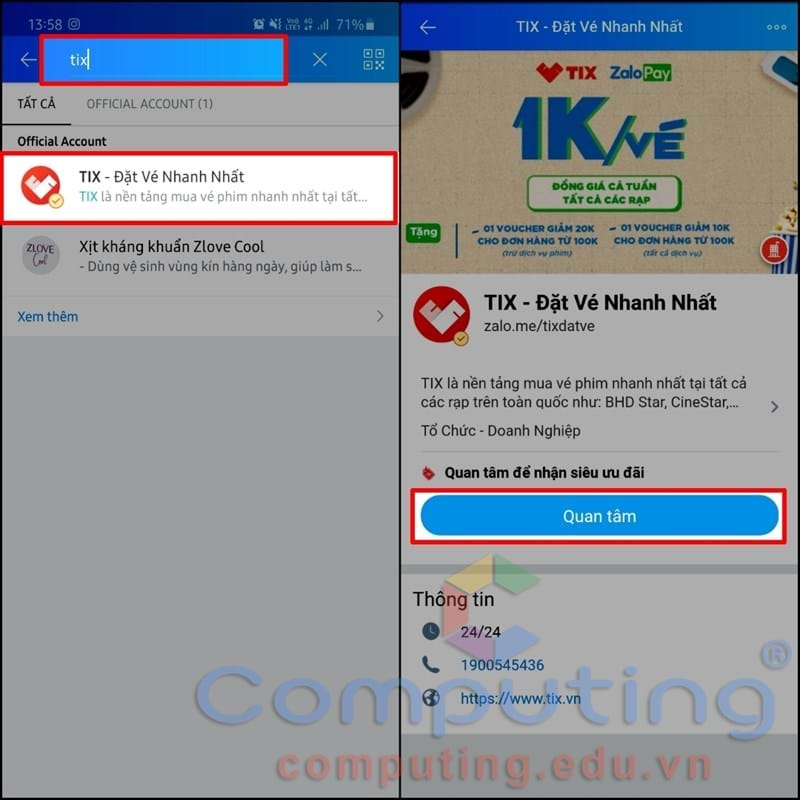 13:58
71%
tix
TẤT CẢ
OFFICIAL ACCOUNT (1)
Official Account
TIX - Đặt Vé Nhanh Nhất
TIX là nền tảng mua vé phim nhanh nhất tại tất...
ZLOVE
Cool
Xịt kháng khuẩn Zlove Cool
- Dùng vệ sinh vùng kín hàng ngày, giúp làm s...
Xem thêm
TIX - Đặt Vé Nhanh Nhất
TIX ZaloPay
1K/VÉ
ĐỒNG GIÁ CẢ TUẦN
TẤT CẢ CÁC RẠP
Tặng
- 01 VOUCHER GIẢM 20K
CHO ĐƠN HÀNG TỪ 100K
(trừ dịch vụ phim)
- 01 VOUCHER GIẢM 10K
CHO ĐƠN HÀNG TỪ 100K
(tất cả dịch vụ)
TIX - Đặt Vé Nhanh Nhất
zalo.me/tixdatve
TIX là nền tảng mua vé phim nhanh nhất tại tất cả
các rạp trên toàn quốc như: BHD Star, CineStar,...
Tổ Chức - Doanh Nghiệp
Quan tâm để nhận siêu ưu đãi
Quan tâm
Thông tin
24/24
1900545436
https://www.tix.vn
Computing®
computing.edu.vn